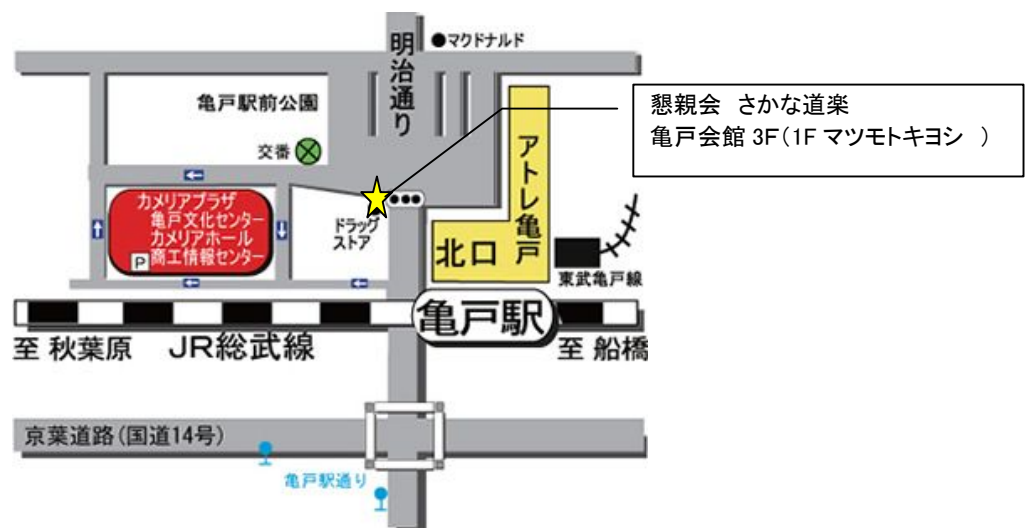 明治通り
●マクドナルド
亀戸駅前公園
交番
懇親会 さかな道楽
亀戸会館 3F(1F マツモトキヨシ )
アトレ亀戸
カメリアプラザ
亀戸文化センター
カメリアホール
P 商工情報センター
ドラッグ
ストア
北口
東武亀戸線
亀戸駅
至 秋葉原
JR総武線
至 船橋
京葉道路(国道14号)
亀戸駅通り